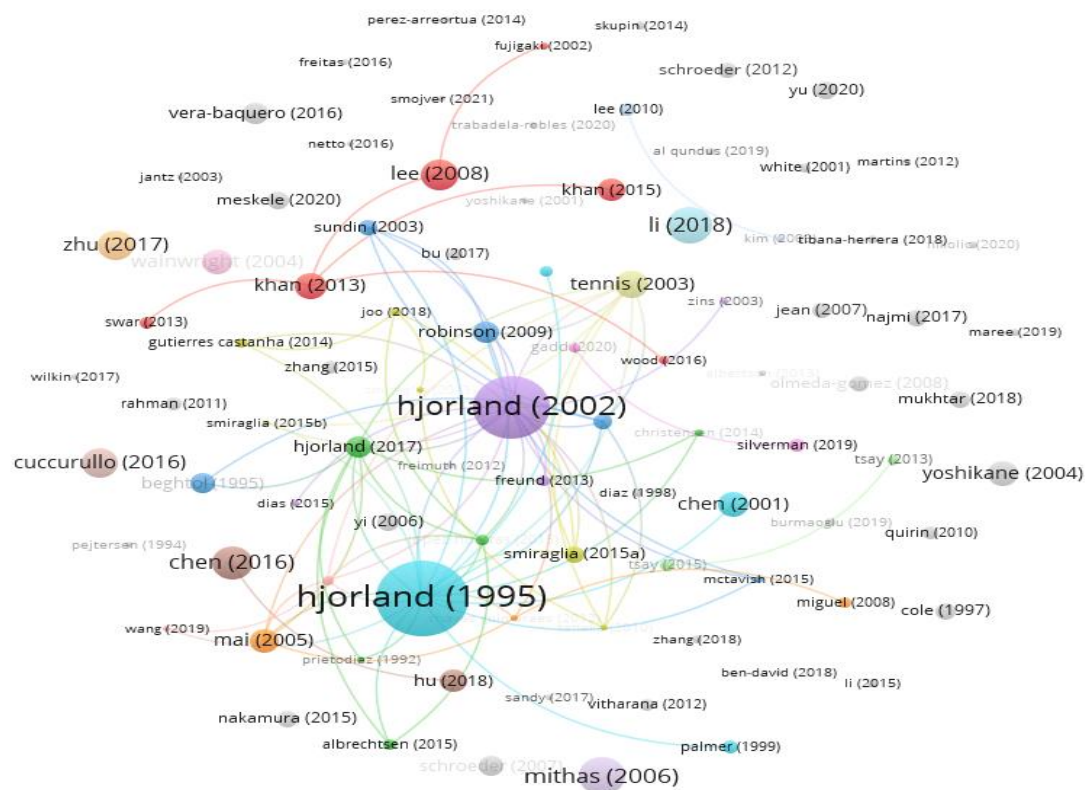 perez-arreortua (2014)
skupin (2014)
fujigaki (2002)
freitas (2016)
schroeder (2012)
yu (2020)
smojver (2021)
lee (2010)
vera-baquero (2016)
trabadela-robles (2020)
netto (2016)
al qundus (2019)
white (2001)
martins (2012)
lee (2008)
jantz (2003)
khan (2015)
meskele (2020)
yoshikane (2001)
sundin (2003)
li (2018)
zhu (2017)
tibana-herrera (2018)
wainwright (2004)
bu (2017)
khan (2013)
tennis (2003)
zins (2003)
joo (2018)
jean (2007)
najmi (2017)
swar (2013)
robinson (2009)
maree (2019)
gutierres castanha (2014)
gadd (2020)
wood (2016)
zhang (2015)
wilkin (2017)
olmeda-gomez (2008)
rahman (2011)
hjorland (2002)
mukhtar (2018)
smiraglia (2015b)
christensen (2014)
hjorland (2017)
silverman (2019)
cuccurullo (2016)
freimuth (2012)
tsay (2013)
beghtol (1995)
freund (2013)
yoshikane (2004)
diaz (1998)
dias (2015)
chen (2001)
yi (2006)
burmaoglu (2019)
quirin (2010)
pejtersen (1994)
smiraglia (2015a)
chen (2016)
tsay (2015)
mctavish (2015)
hjorland (1995)
miguel (2008)
cole (1997)
wang (2019)
mai (2005)
zhang (2018)
prietodiaz (1992)
ben-david (2018)
hu (2018)
li (2015)
sandy (2017)
vitharana (2012)
nakamura (2015)
albrechtsen (2015)
palmer (1999)
schroeder (2007)
mithas (2006)